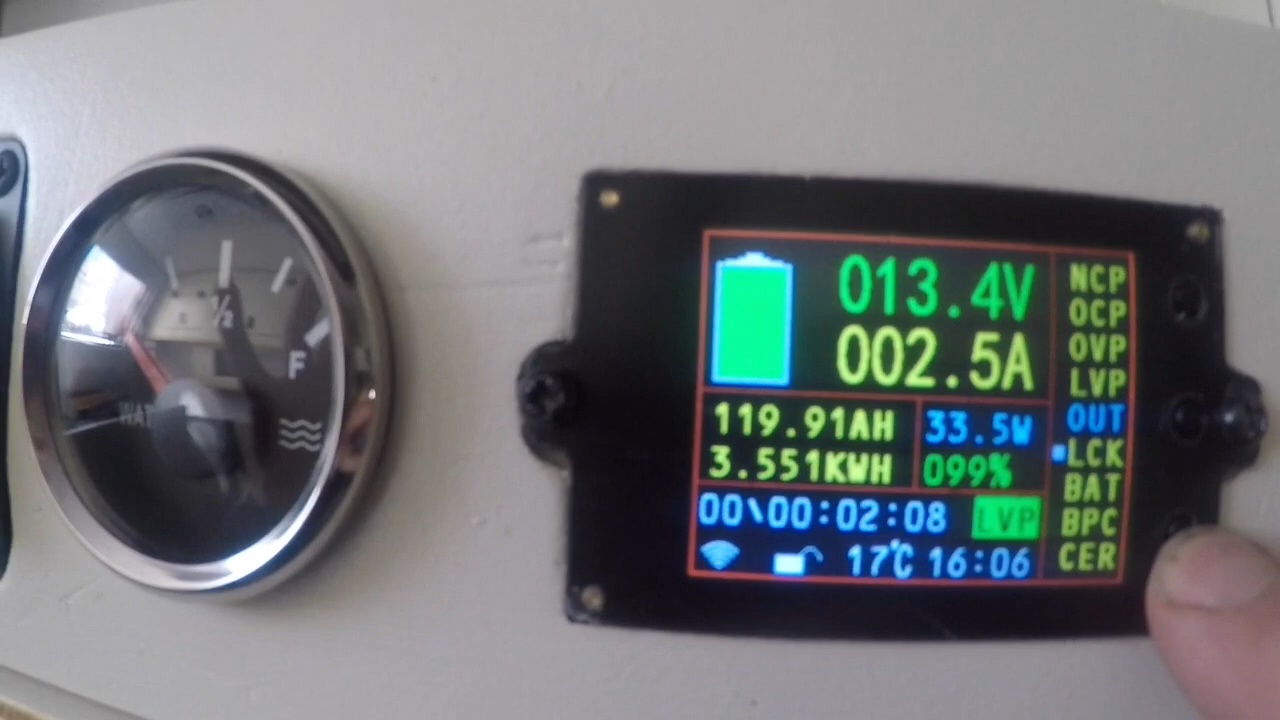 1/2
F
WAT
013.4V
002.5A
119.91AH
33.5W
3.551KWH
099%
00\00:02:08
LVP
17℃
16:06
NCP
OCP
OVP
LVP
OUT
LCK
BAT
BPC
CER